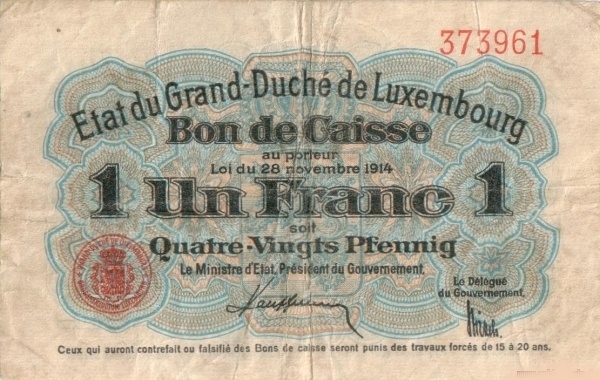 373961
Etat du Grand-Duché de Luxembourg
Bon de Caisse
au porteur
Loi du 28 novembre 1914
1 Un Franc 1
soit
Quatre-Vingts Pfennig
Le Ministre d'Etat, Président du Gouvernement,
Le Délégué
du Gouvernement,
Ceux qui auront contrefait ou falsifié des Bons de caisse seront punis des travaux forcés de 15 à 20 ans.